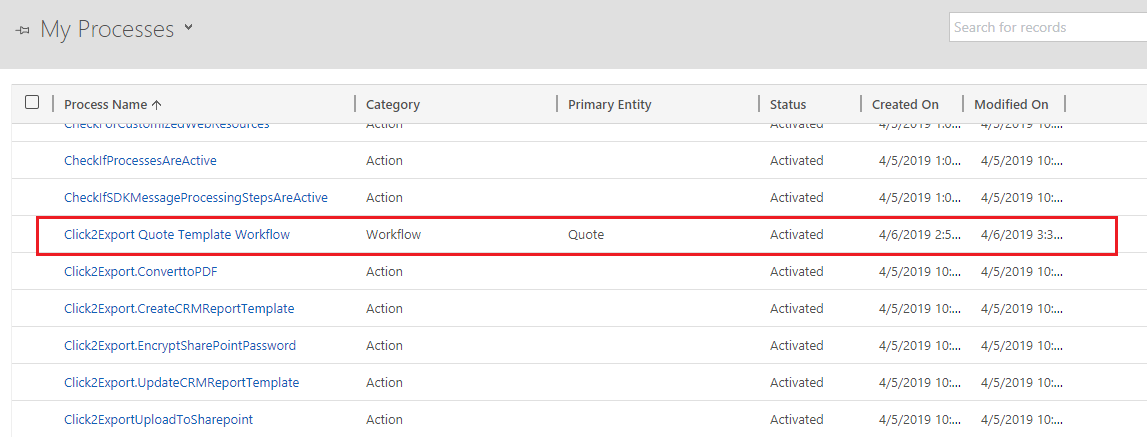 My Processes
Search for records
Process Name Category Primary Entity Status Created On Modified On
CheckForCustomizedWebResources Action Activated 4/5/2019 1:0... 4/5/2019 10:...
CheckIfProcessesAreActive Action Activated 4/5/2019 1:0... 4/5/2019 10:...
CheckIfSDKMessageProcessingStepsAreActive Action Activated 4/5/2019 1:0... 4/5/2019 10:...
Click2Export Quote Template Workflow Workflow Quote Activated 4/6/2019 2:5... 4/6/2019 3:3...
Click2Export.ConverttoPDF Action Activated 4/5/2019 10:... 4/5/2019 10:...
Click2Export.CreateCRMReportTemplate Action Activated 4/5/2019 10:... 4/5/2019 10:...
Click2Export.EncryptSharePointPassword Action Activated 4/5/2019 10:... 4/5/2019 10:...
Click2Export.UpdateCRMReportTemplate Action Activated 4/5/2019 10:... 4/5/2019 10:...
Click2ExportUploadToSharepoint Action Activated 4/5/2019 10:... 4/5/2019 10:...